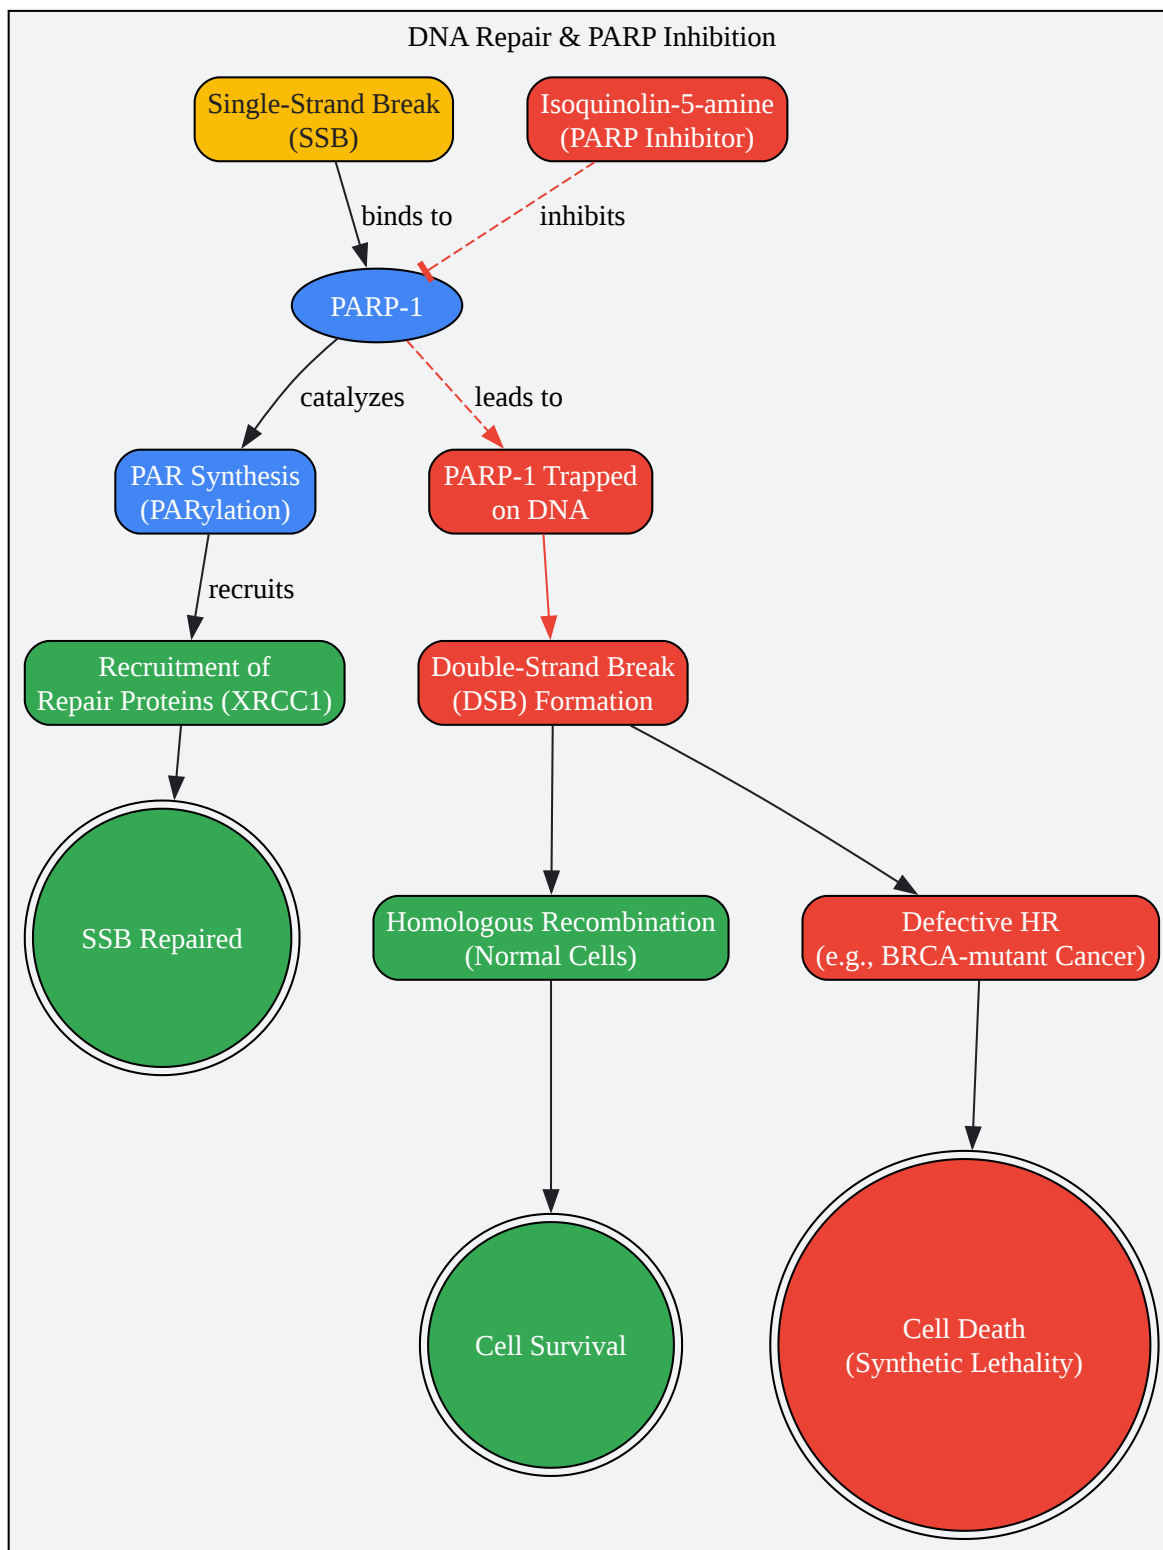 DNA Repair & PARP Inhibition
Single-Strand Break
(SSB)
Isoquinolin-5-amine
(PARP Inhibitor)
binds to
inhibits
PARP-1
catalyzes
leads to
PAR Synthesis
(PARylation)
PARP-1 Trapped
on DNA
recruits
Recruitment of
Repair Proteins (XRCC1)
Double-Strand Break
(DSB) Formation
SSB Repaired
Homologous Recombination
(Normal Cells)
Defective HR
(e.g., BRCA-mutant Cancer)
Cell Survival
Cell Death
(Synthetic Lethality)